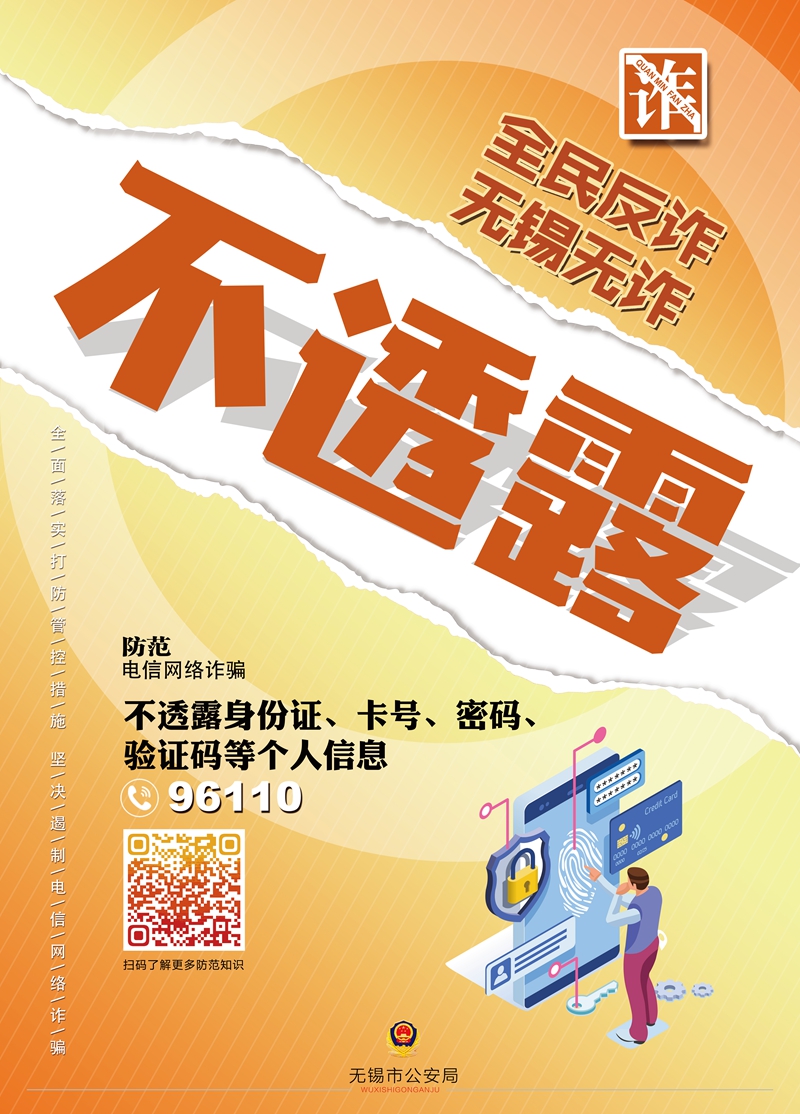 诈
QUAN MIN FAN ZHA
全民反诈
无锡无诈
不透露
全\面\落\实\打\防\管\控\措\施 坚\决\遏\制\电\信\网\络\诈\骗
防范
电信网络诈骗
不透露身份证、卡号、密码、
验证码等个人信息
96110
扫码了解更多防范知识
Credit Card
0000 0000 0000 0000
无锡市公安局
WUXISHIGONGANJU